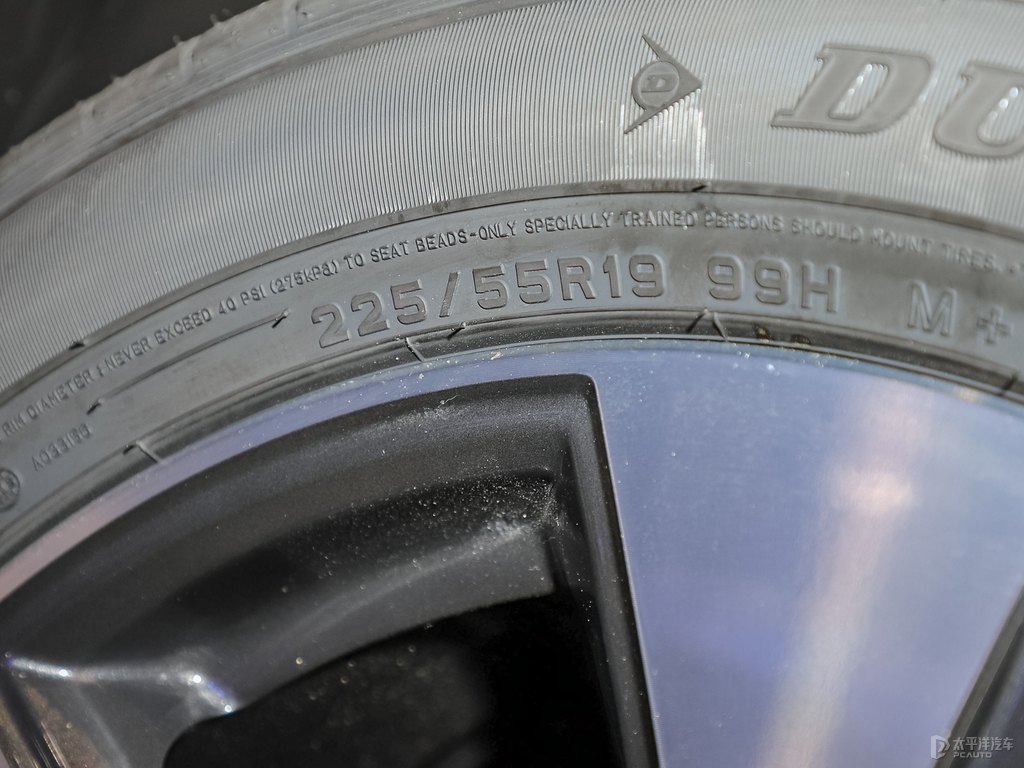 D
DU
RIM DIAMETER : NEVER EXCEED 40 PSI (275kPa) TO SEAT BEADS-ONLY SPECIALLY TRAINED PERSONS SHOULD MOUNT TIRES.
225/55R19 99H M+
太平洋汽车
PCAUTO